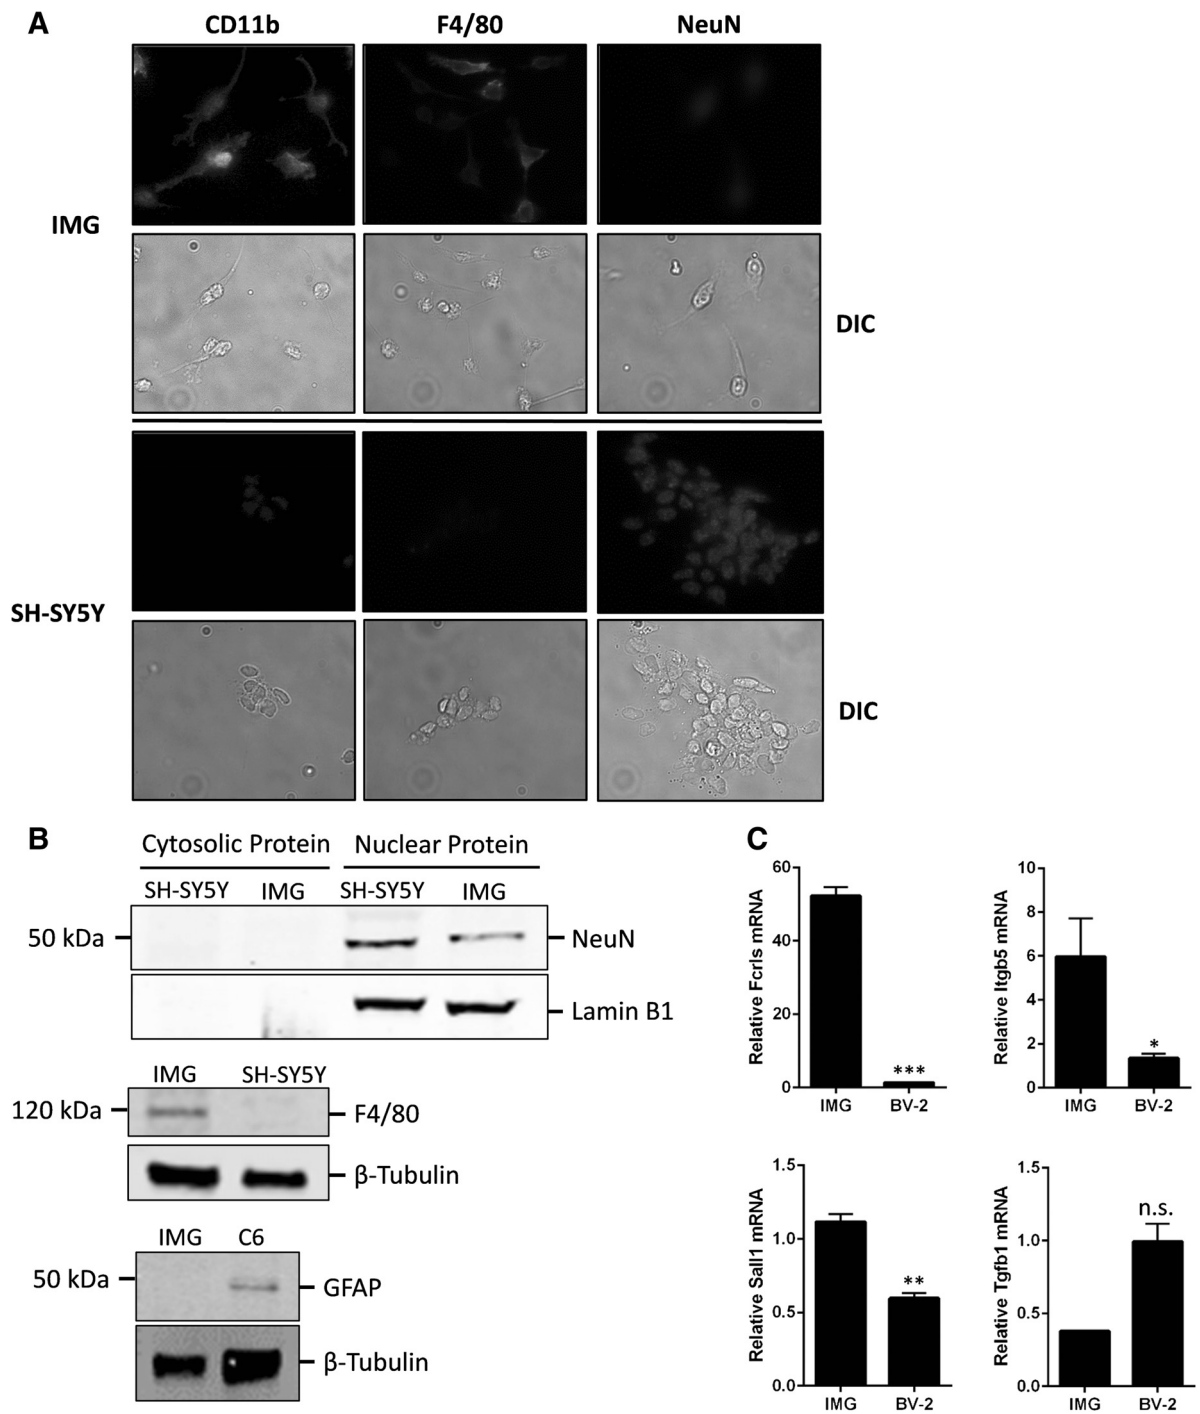 A
CD11b F4/80 NeuN
IMG
DIC
SH-SY5Y
DIC
B
Cytosolic Protein Nuclear Protein
SH-SY5Y IMG SH-SY5Y IMG
50 kDa NeuN
Lamin B1
IMG SH-SY5Y
120 kDa F4/80
β-Tubulin
IMG C6
50 kDa GFAP
β-Tubulin
C
Relative Fcrls mRNA
60
40
20
0
***
IMG BV-2
Relative Itgb5 mRNA
10
8
6
4
2
0
*
IMG BV-2
Relative Sall1 mRNA
1.5
1.0
0.5
0.0
**
IMG BV-2
Relative Tgfb1 mRNA
1.5
1.0
0.5
0.0
n.s.
IMG BV-2